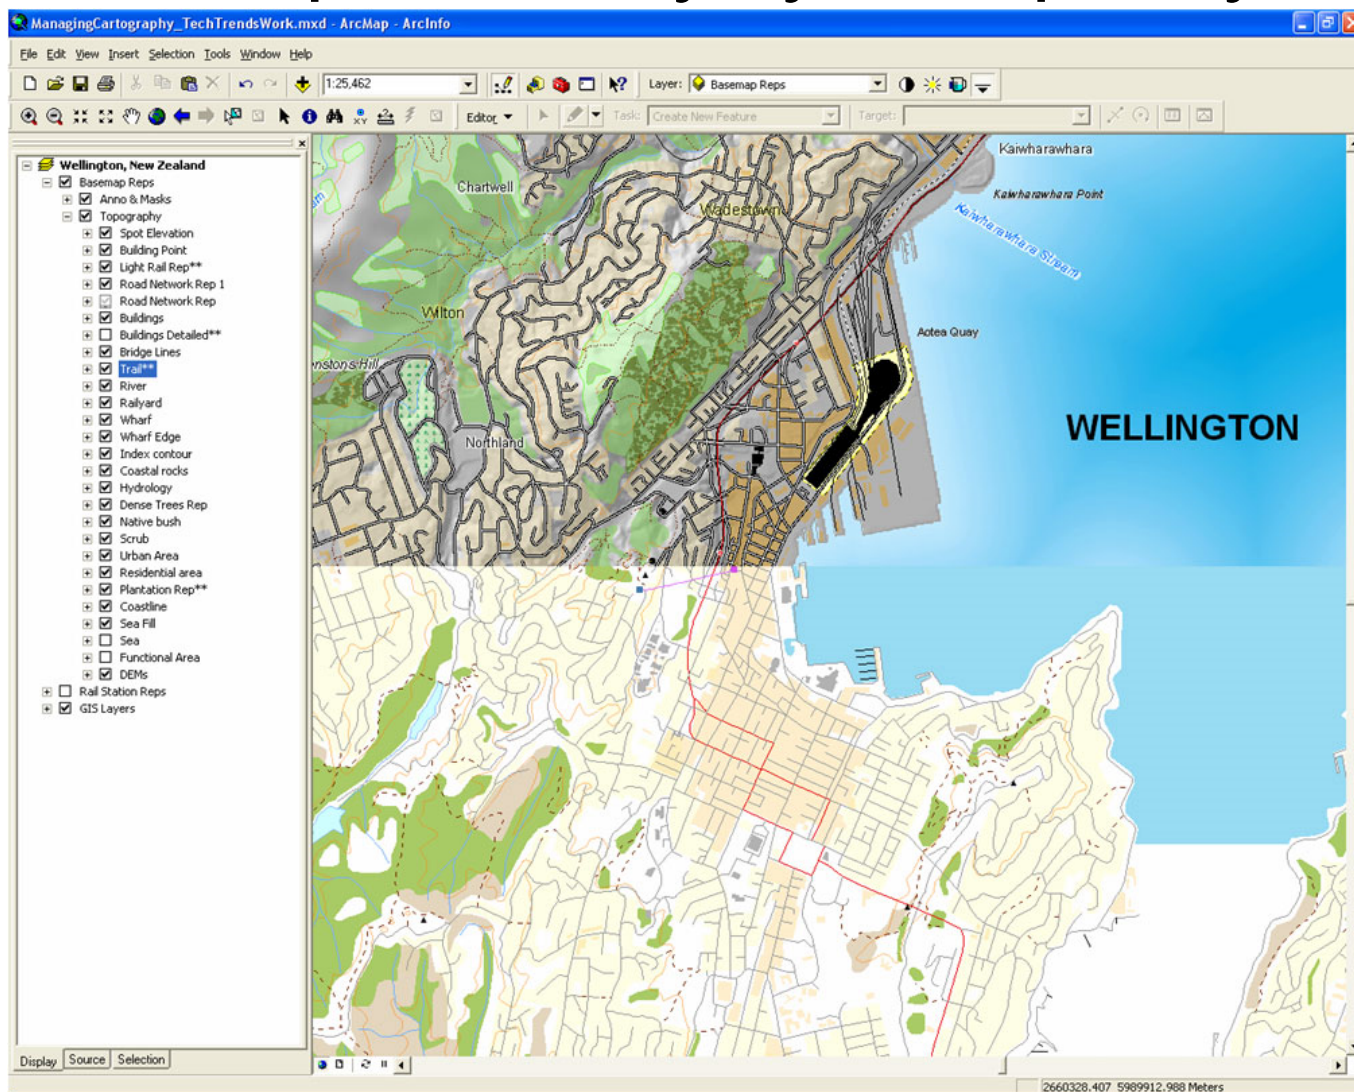 ManagingCartography_TechTrendsWork.mxd - ArcMap - ArcInfo
File Edit View Insert Selection Tools Window Help
1:25,462 Layer: Basemap Reps
Editor Task: Create New Feature Target:
Wellington, New Zealand
Basemap Reps
Anno & Masks
Topography
Spot Elevation
Building Point
Light Rail Rep**
Road Network Rep 1
Road Network Rep
Buildings
Buildings Detailed**
Bridge Lines
Trail**
River
Railyard
Wharf
Wharf Edge
Index contour
Coastal rocks
Hydrology
Dense Trees Rep
Native bush
Scrub
Urban Area
Residential area
Plantation Rep**
Coastline
Sea Fill
Sea
Functional Area
DEMs
Rail Station Reps
GIS Layers
Kaiwharawhara
Chartwell
Kaiwharawhara Point
Wadestown
Kaiwharawhara Stream
Wilton
Aotea Quay
nstons Hill
WELLINGTON
Northland
Display Source Selection
2660328.407 5989912.988 Meters